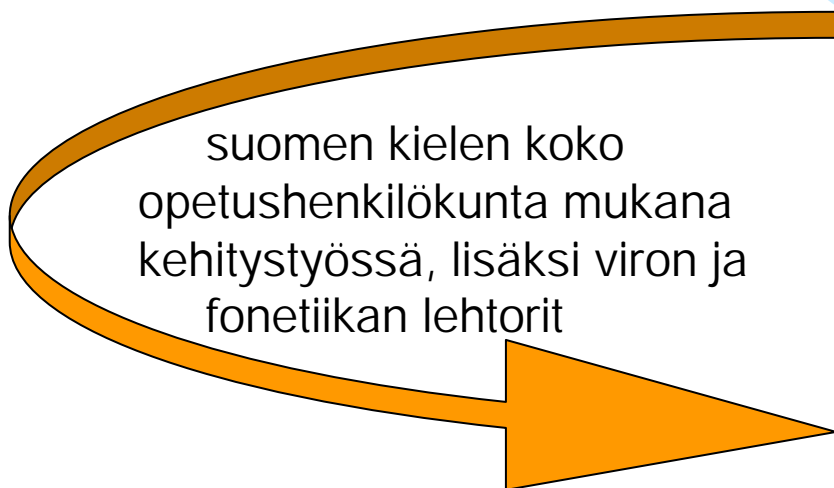 suomen kielen koko
opetushenkilökunta mukana
kehitystyössä, lisäksi viron ja
fonetiikan lehtorit